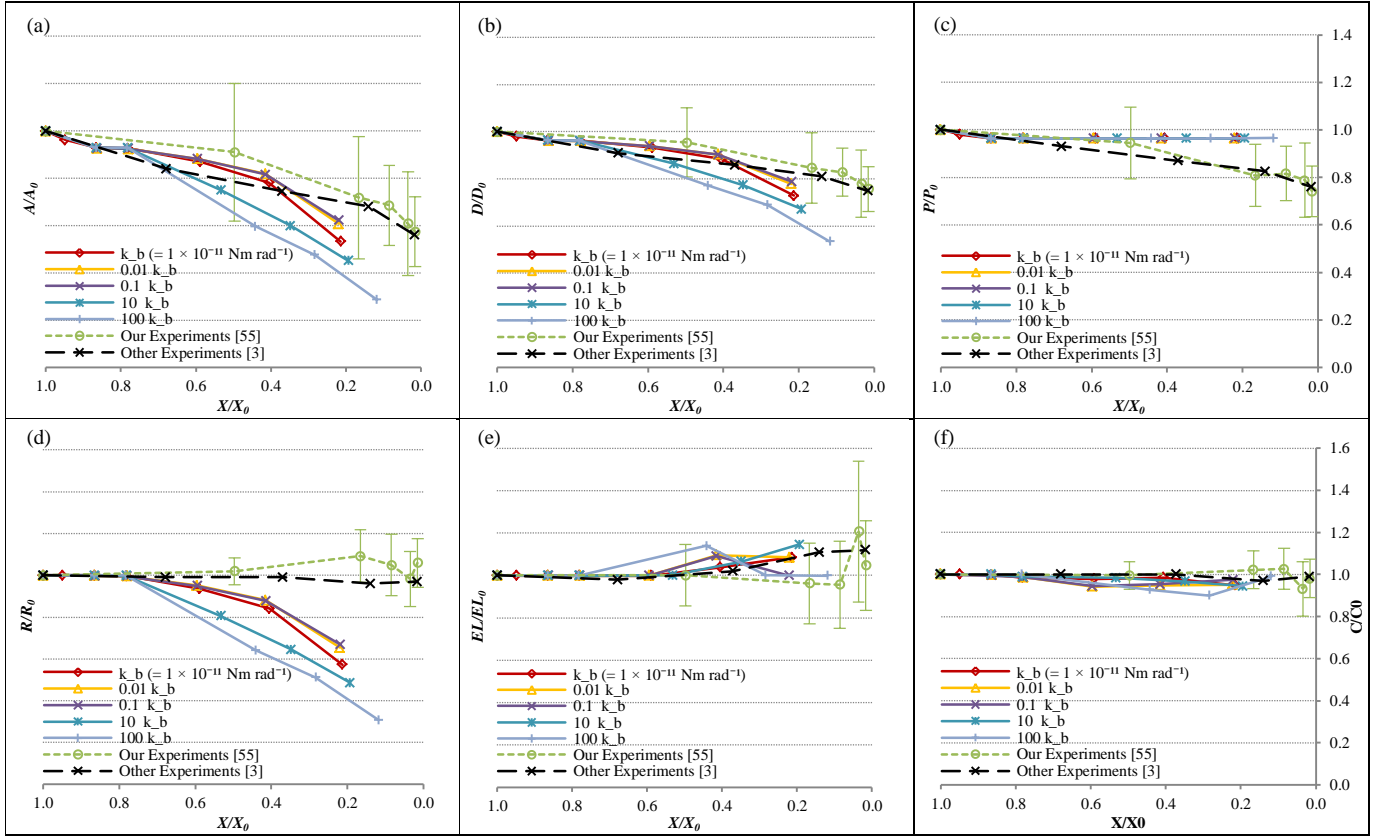 (a)
A/A0
k_b (= 1 × 10⁻¹¹ Nm rad⁻¹)
0.01 k_b
0.1 k_b
10 k_b
100 k_b
Our Experiments [55]
Other Experiments [3]
1.0 0.8 0.6 0.4 0.2 0.0
X/X0
(b)
D/D0
k_b (= 1 × 10⁻¹¹ Nm rad⁻¹)
0.01 k_b
0.1 k_b
10 k_b
100 k_b
Our Experiments [55]
Other Experiments [3]
1.0 0.8 0.6 0.4 0.2 0.0
X/X0
(c)
P/P0
k_b (= 1 × 10⁻¹¹ Nm rad⁻¹)
0.01 k_b
0.1 k_b
10 k_b
100 k_b
Our Experiments [55]
Other Experiments [3]
1.4
1.2
1.0
0.8
0.6
0.4
0.2
0.0
1.0 0.8 0.6 0.4 0.2 0.0
X/X0
(d)
R/R0
k_b (= 1 × 10⁻¹¹ Nm rad⁻¹)
0.01 k_b
0.1 k_b
10 k_b
100 k_b
Our Experiments [55]
Other Experiments [3]
1.0 0.8 0.6 0.4 0.2 0.0
X/X0
(e)
EL/EL0
k_b (= 1 × 10⁻¹¹ Nm rad⁻¹)
0.01 k_b
0.1 k_b
10 k_b
100 k_b
Our Experiments [55]
Other Experiments [3]
1.0 0.8 0.6 0.4 0.2 0.0
X/X0
(f)
C/C0
k_b (= 1 × 10⁻¹¹ Nm rad⁻¹)
0.01 k_b
0.1 k_b
10 k_b
100 k_b
Our Experiments [55]
Other Experiments [3]
1.6
1.4
1.2
1.0
0.8
0.6
0.4
0.2
0.0
1.0 0.8 0.6 0.4 0.2 0.0
X/X0